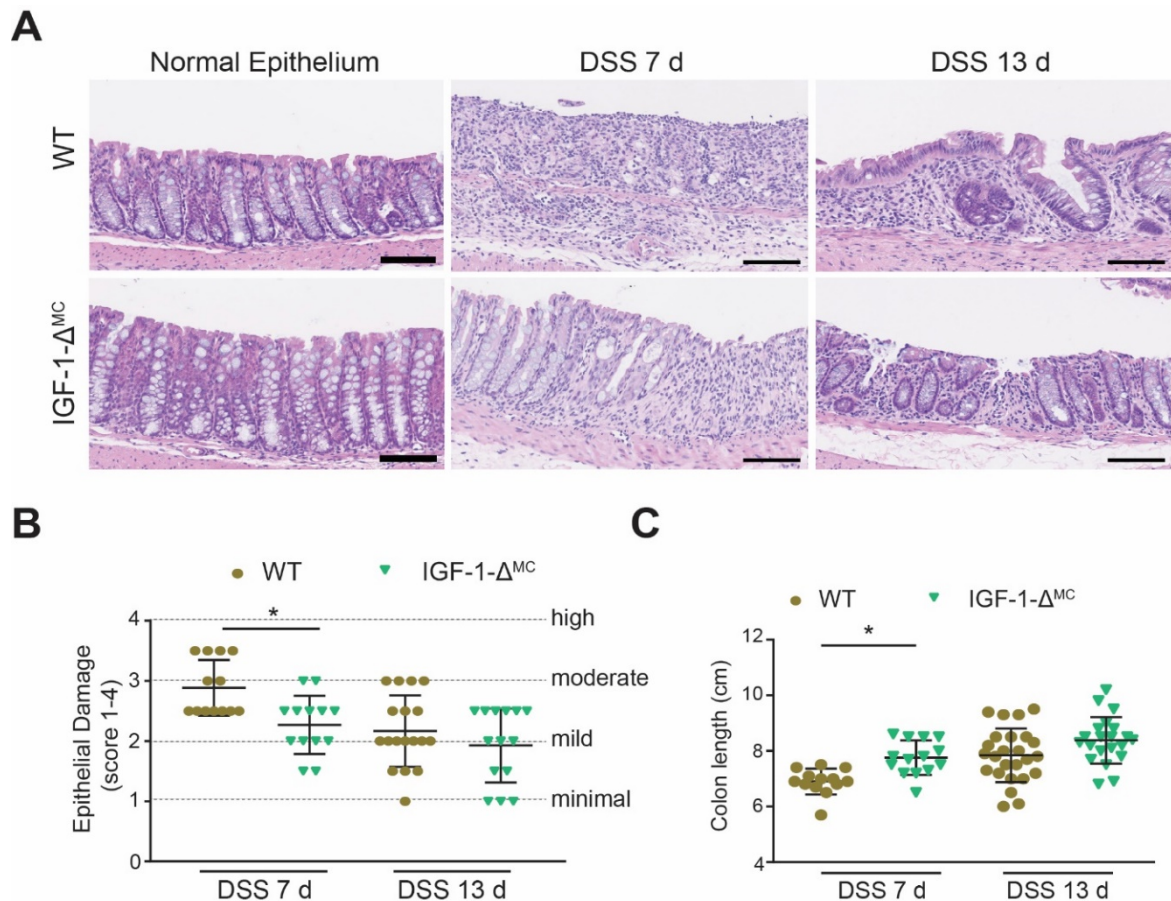 A
Normal Epithelium
DSS 7 d
DSS 13 d
WT
IGF-1-Δ^MC
B
WT
IGF-1-Δ^MC
Epithelial Damage
(score 1-4)
4
3
2
1
0
*
high
moderate
mild
minimal
DSS 7 d
DSS 13 d
C
WT
IGF-1-Δ^MC
Colon length (cm)
12
10
8
6
4
*
DSS 7 d
DSS 13 d